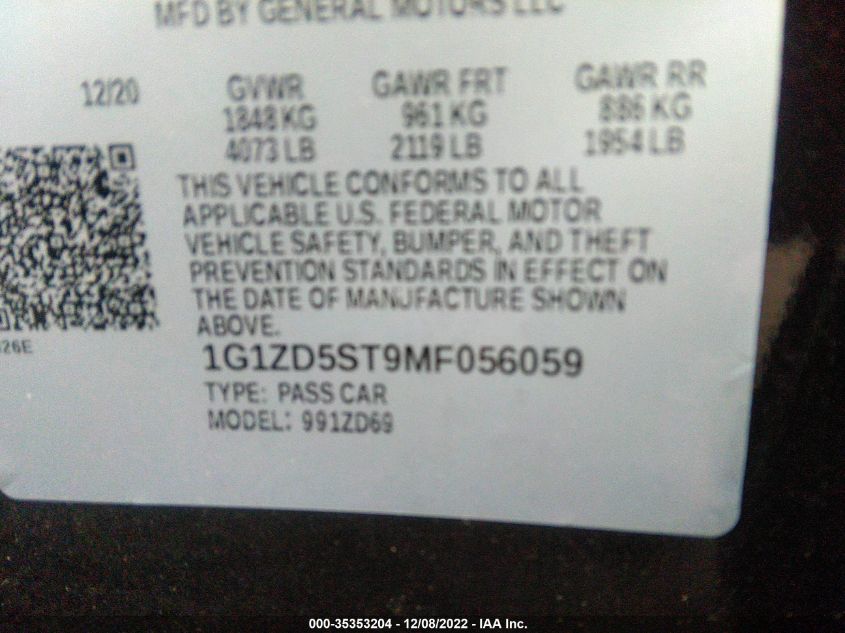 MFD BY GENERAL MOTORS LLC
12/20 GVWR GAWR FRT GAWR RR
1848 KG 961 KG 886 KG
4073 LB 2119 LB 1954 LB
THIS VEHICLE CONFORMS TO ALL
APPLICABLE U.S. FEDERAL MOTOR
VEHICLE SAFETY, BUMPER, AND THEFT
PREVENTION STANDARDS IN EFFECT ON
THE DATE OF MANUFACTURE SHOWN
ABOVE.
1G1ZD5ST9MF056059
TYPE: PASS CAR
MODEL: 991ZD69
000-35353204 - 12/08/2022 - IAA Inc.